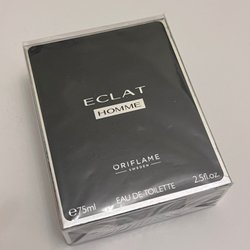 ECLAT
HOMME
ORIFLAME
SWEDEN
℮75ml EAU DE TOILETTE 2.5fl.oz.